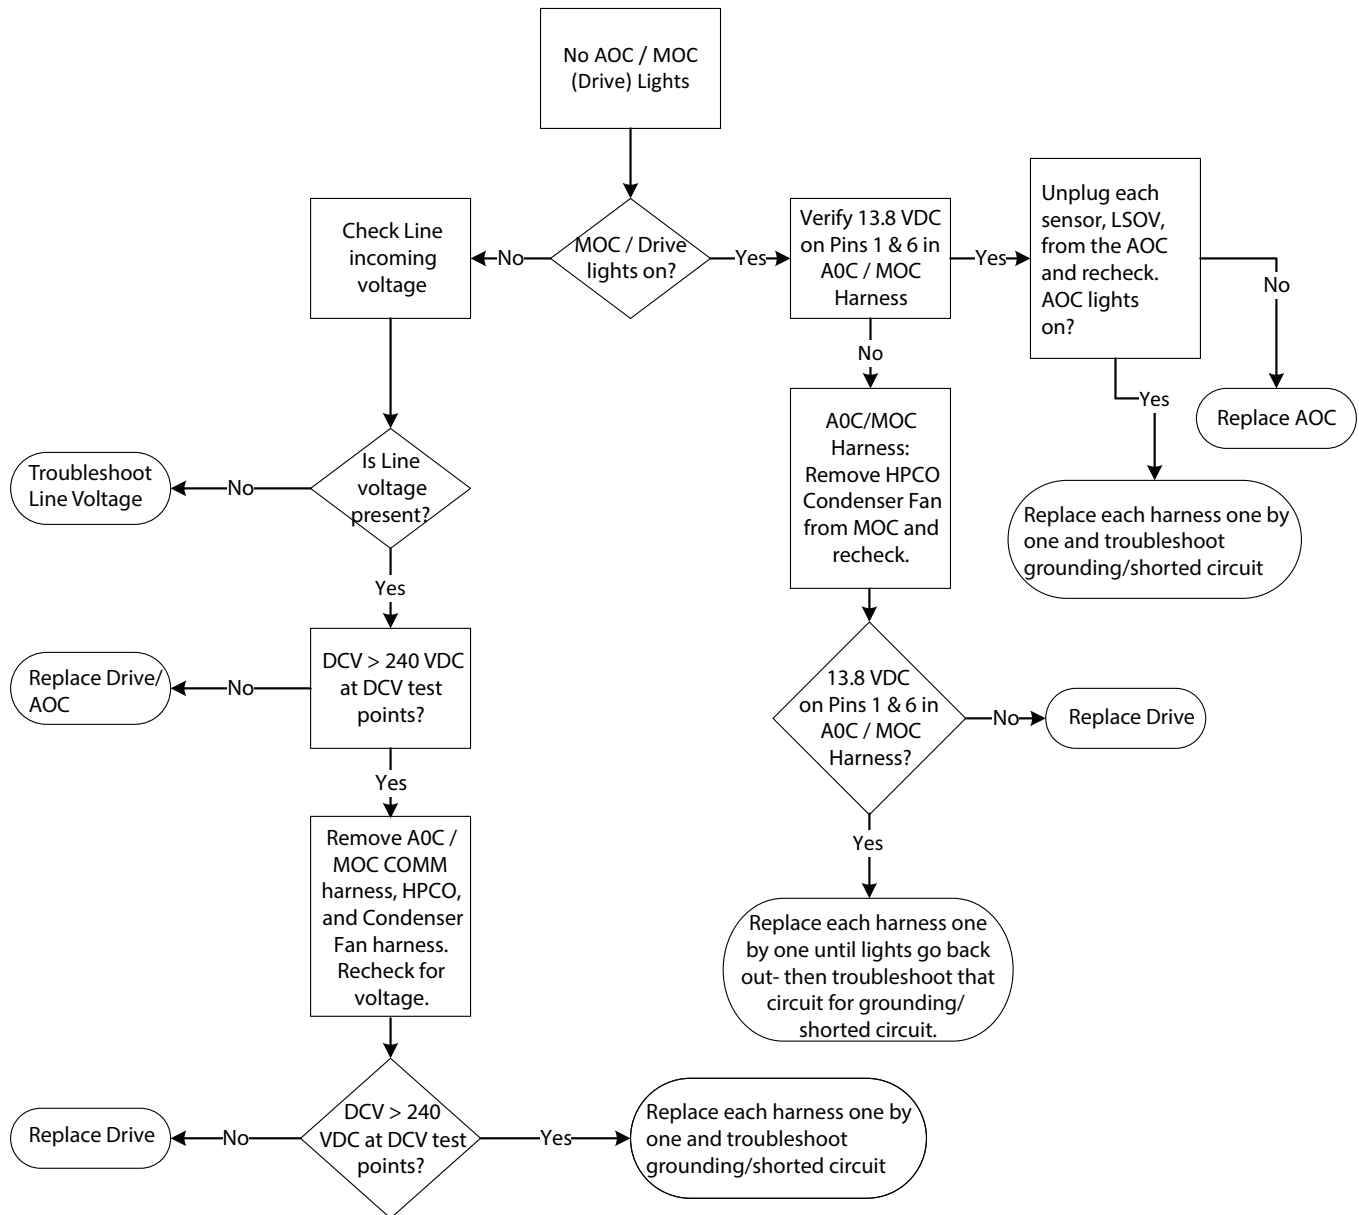 No AOC / MOC
(Drive) Lights
MOC / Drive
lights on?
No
Yes
Check Line
incoming
voltage
Verify 13.8 VDC
on Pins 1 & 6 in
A0C / MOC
Harness
Yes
Unplug each
sensor, LSOV,
from the AOC
and recheck.
AOC lights
on?
No
Replace AOC
Yes
Replace each harness one by
one and troubleshoot
grounding/shorted circuit
No
A0C/MOC
Harness:
Remove HPCO
Condenser Fan
from MOC and
recheck.
13.8 VDC
on Pins 1 & 6 in
A0C / MOC
Harness?
No
Replace Drive
Yes
Replace each harness one
by one until lights go back
out- then troubleshoot that
circuit for grounding/
shorted circuit.
Is Line
voltage
present?
No
Troubleshoot
Line Voltage
Yes
DCV > 240 VDC
at DCV test
points?
No
Replace Drive/
AOC
Yes
Remove A0C /
MOC COMM
harness, HPCO,
and Condenser
Fan harness.
Recheck for
voltage.
DCV > 240
VDC at DCV test
points?
No
Replace Drive
Yes
Replace each harness one by
one and troubleshoot
grounding/shorted circuit